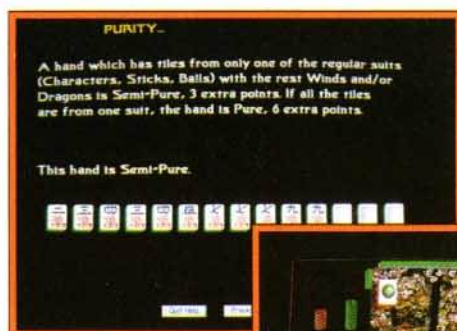 PURITY...
A hand which has tiles from only one of the regular suits
(Characters, Sticks, Balls) with the rest Winds and/or
Dragons is Semi-Pure, 3 extra points. If all the tiles
are from one suit, the hand is Pure, 6 extra points.
This hand is Semi-Pure.
Quit Help